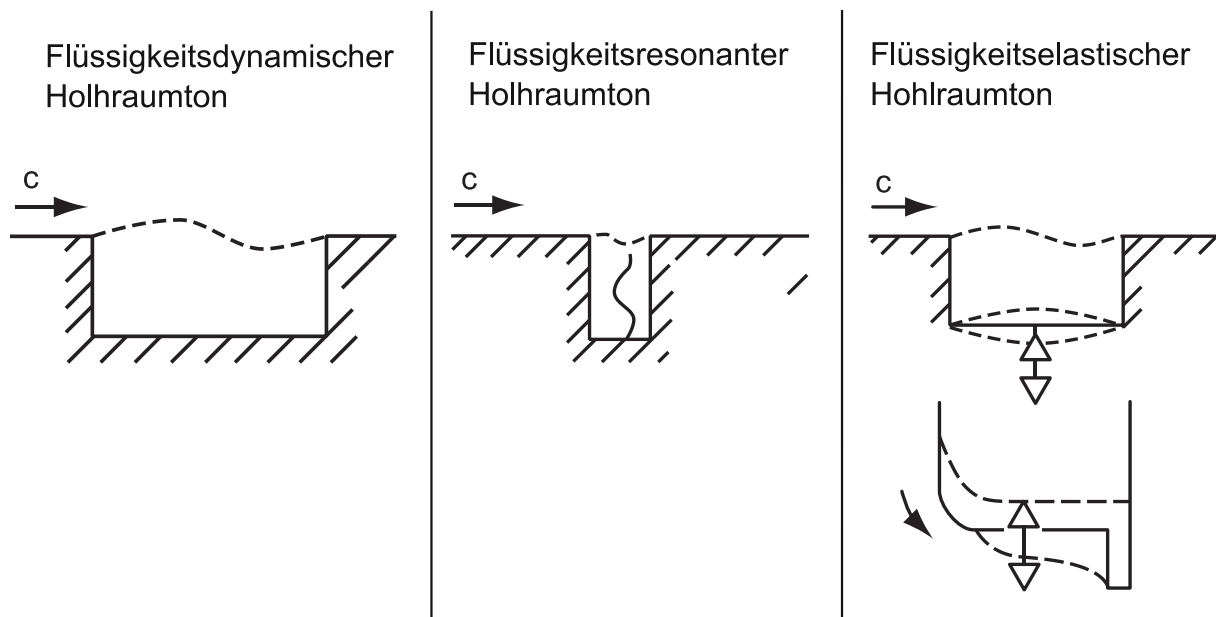 Flüssigkeitsdynamischer
Holhraumton
c
Flüssigkeitsresonanter
Holhraumton
c
Flüssigkeitselastischer
Hohlraumton
c